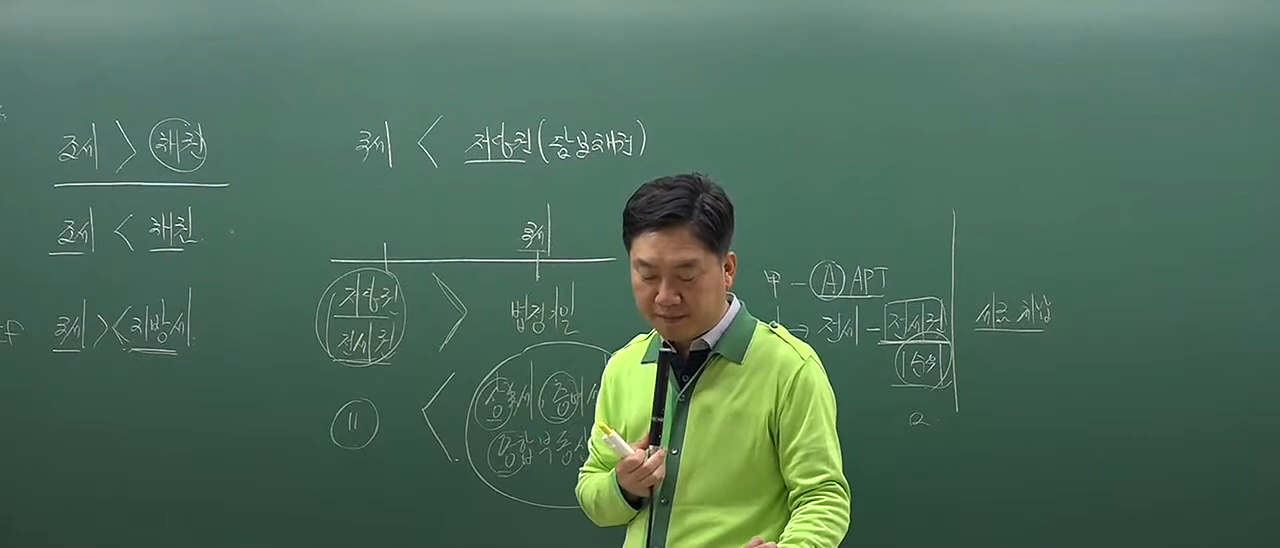 조세 > 채권
조세 < 채권
국세 >< 지방세
국세 < 저당권 (담보채권)
국세
저당권 > 법정기일
전세권
〃 < 상속세, 증여세
종합부동산
甲 - A APT
전세 - 전세권
1순위
세금 체납